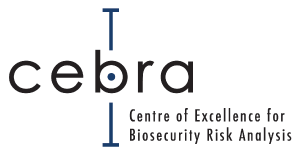 cebra
Centre of Excellence for
Biosecurity Risk Analysis